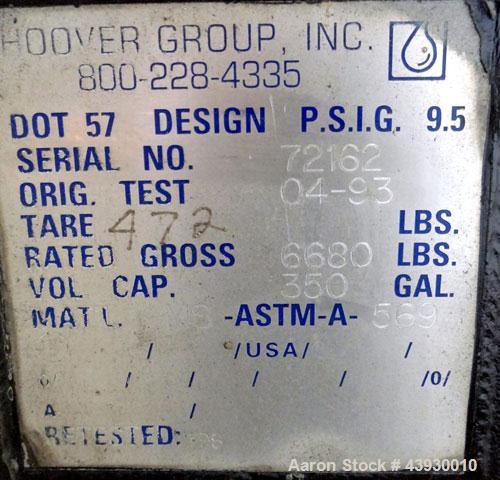 HOOVER GROUP, INC.
800-228-4335
DOT 57 DESIGN P.S.I.G. 9.5
SERIAL NO. 72162
ORIG. TEST 04-93
TARE 472 LBS.
RATED GROSS 6680 LBS.
VOL CAP. 350 GAL.
MAT'L. -ASTM-A- 569
/ /USA/ /
/ / / / /0/
A /
RETESTED:
Aaron Stock # 43930010